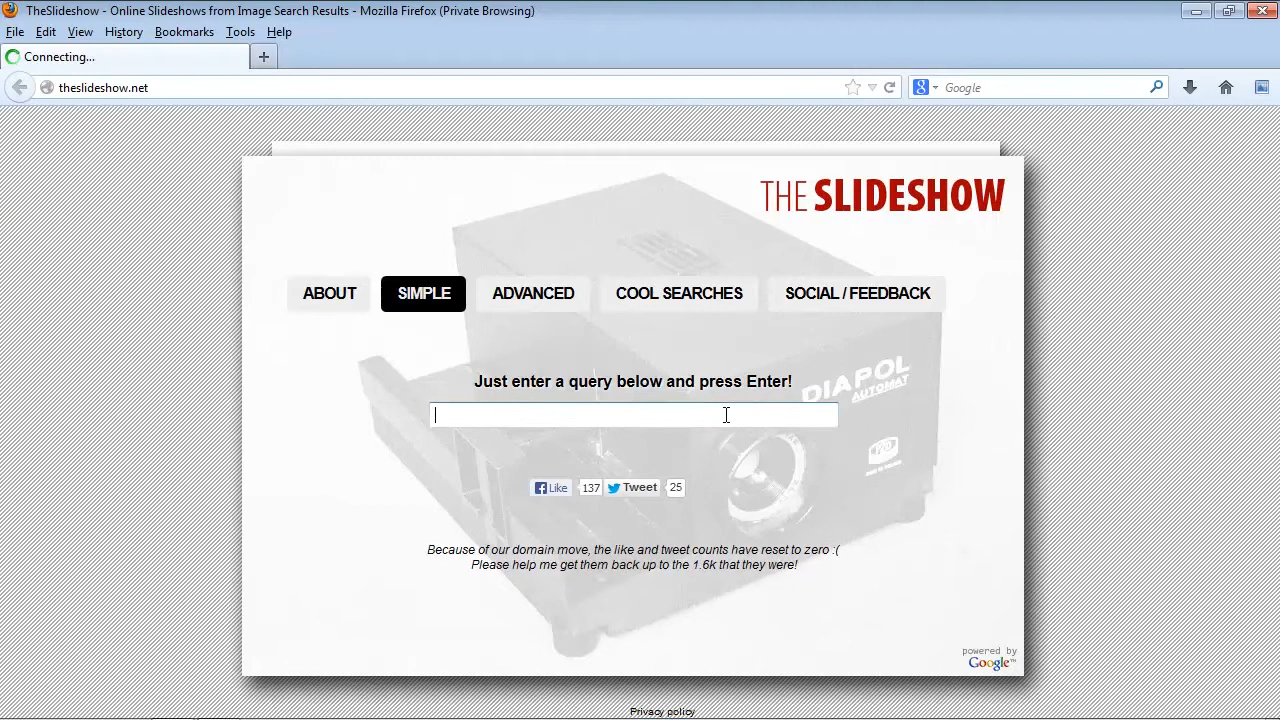 TheSlideshow - Online Slideshows from Image Search Results - Mozilla Firefox (Private Browsing)
File Edit View History Bookmarks Tools Help
Connecting...
theslideshow.net
Google
THE SLIDESHOW
ABOUT
SIMPLE
ADVANCED
COOL SEARCHES
SOCIAL / FEEDBACK
Just enter a query below and press Enter!
DIAPOL
AUTOMAT
Like 137
Tweet 25
Because of our domain move, the like and tweet counts have reset to zero :(
Please help me get them back up to the 1.6k that they were!
powered by
Google™
Privacy policy